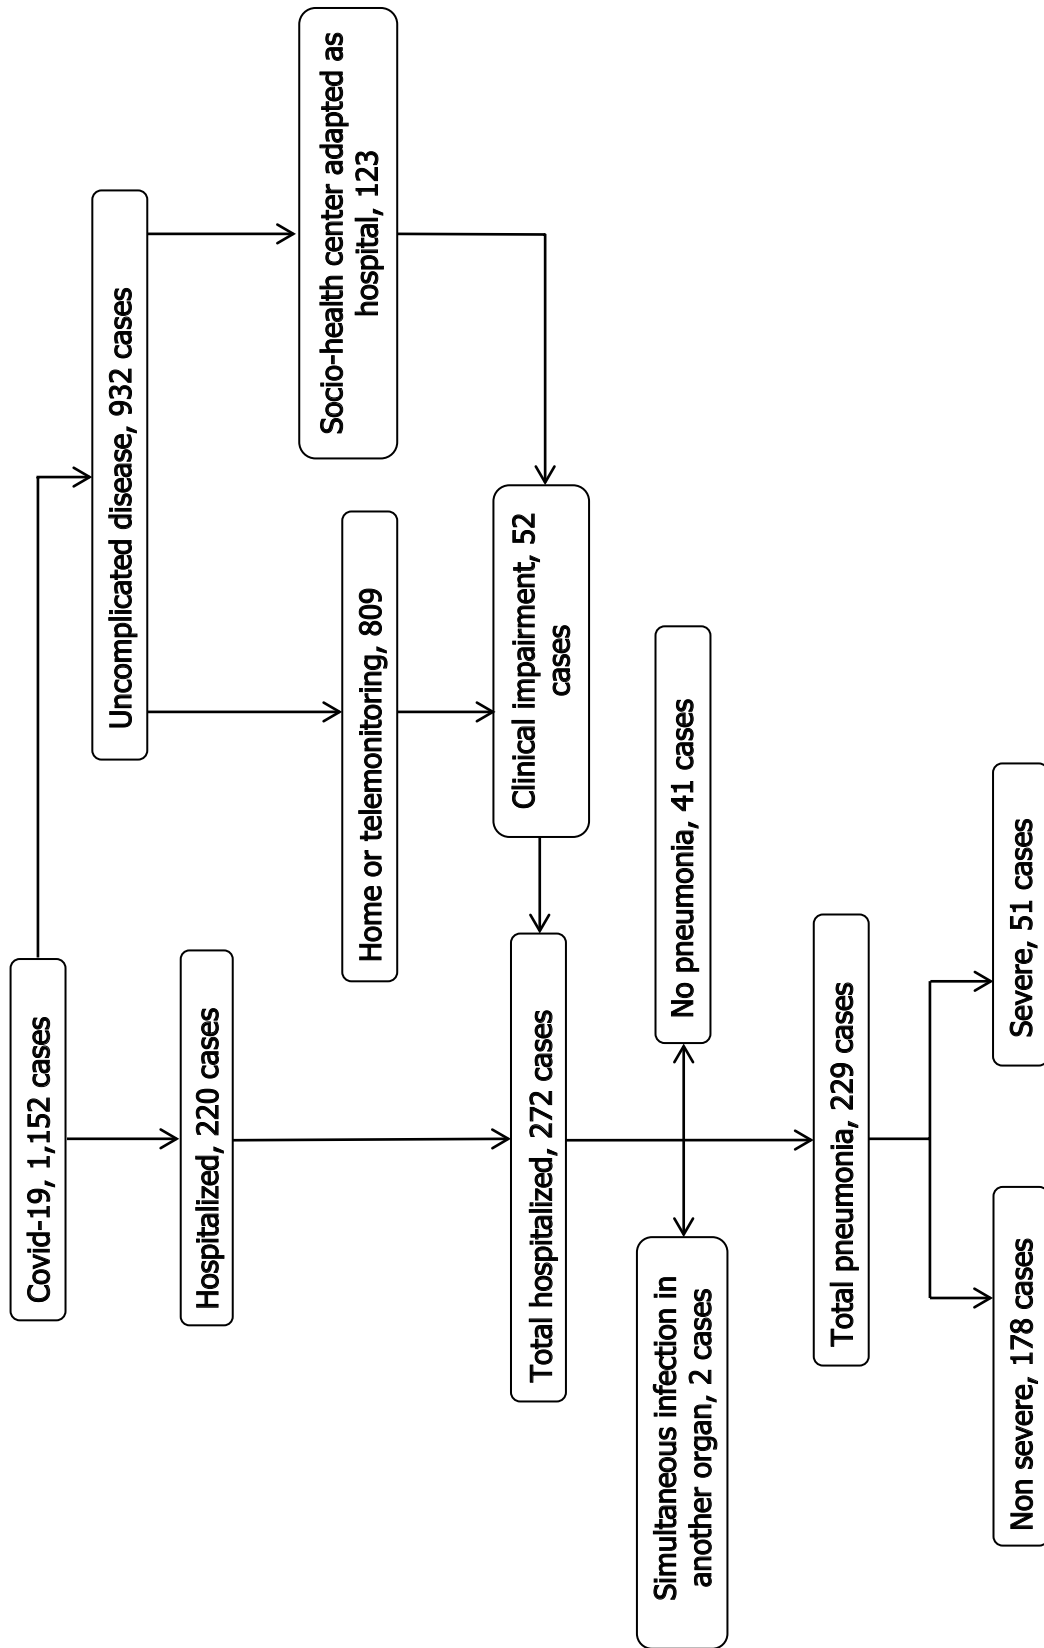 Covid-19, 1,152 cases
Uncomplicated disease, 932 cases
Hospitalized, 220 cases
Socio-health center adapted as
hospital, 123
Home or telemonitoring, 809
Clinical impairment, 52
cases
Total hospitalized, 272 cases
No pneumonia, 41 cases
Simultaneous infection in
another organ, 2 cases
Total pneumonia, 229 cases
Non severe, 178 cases
Severe, 51 cases